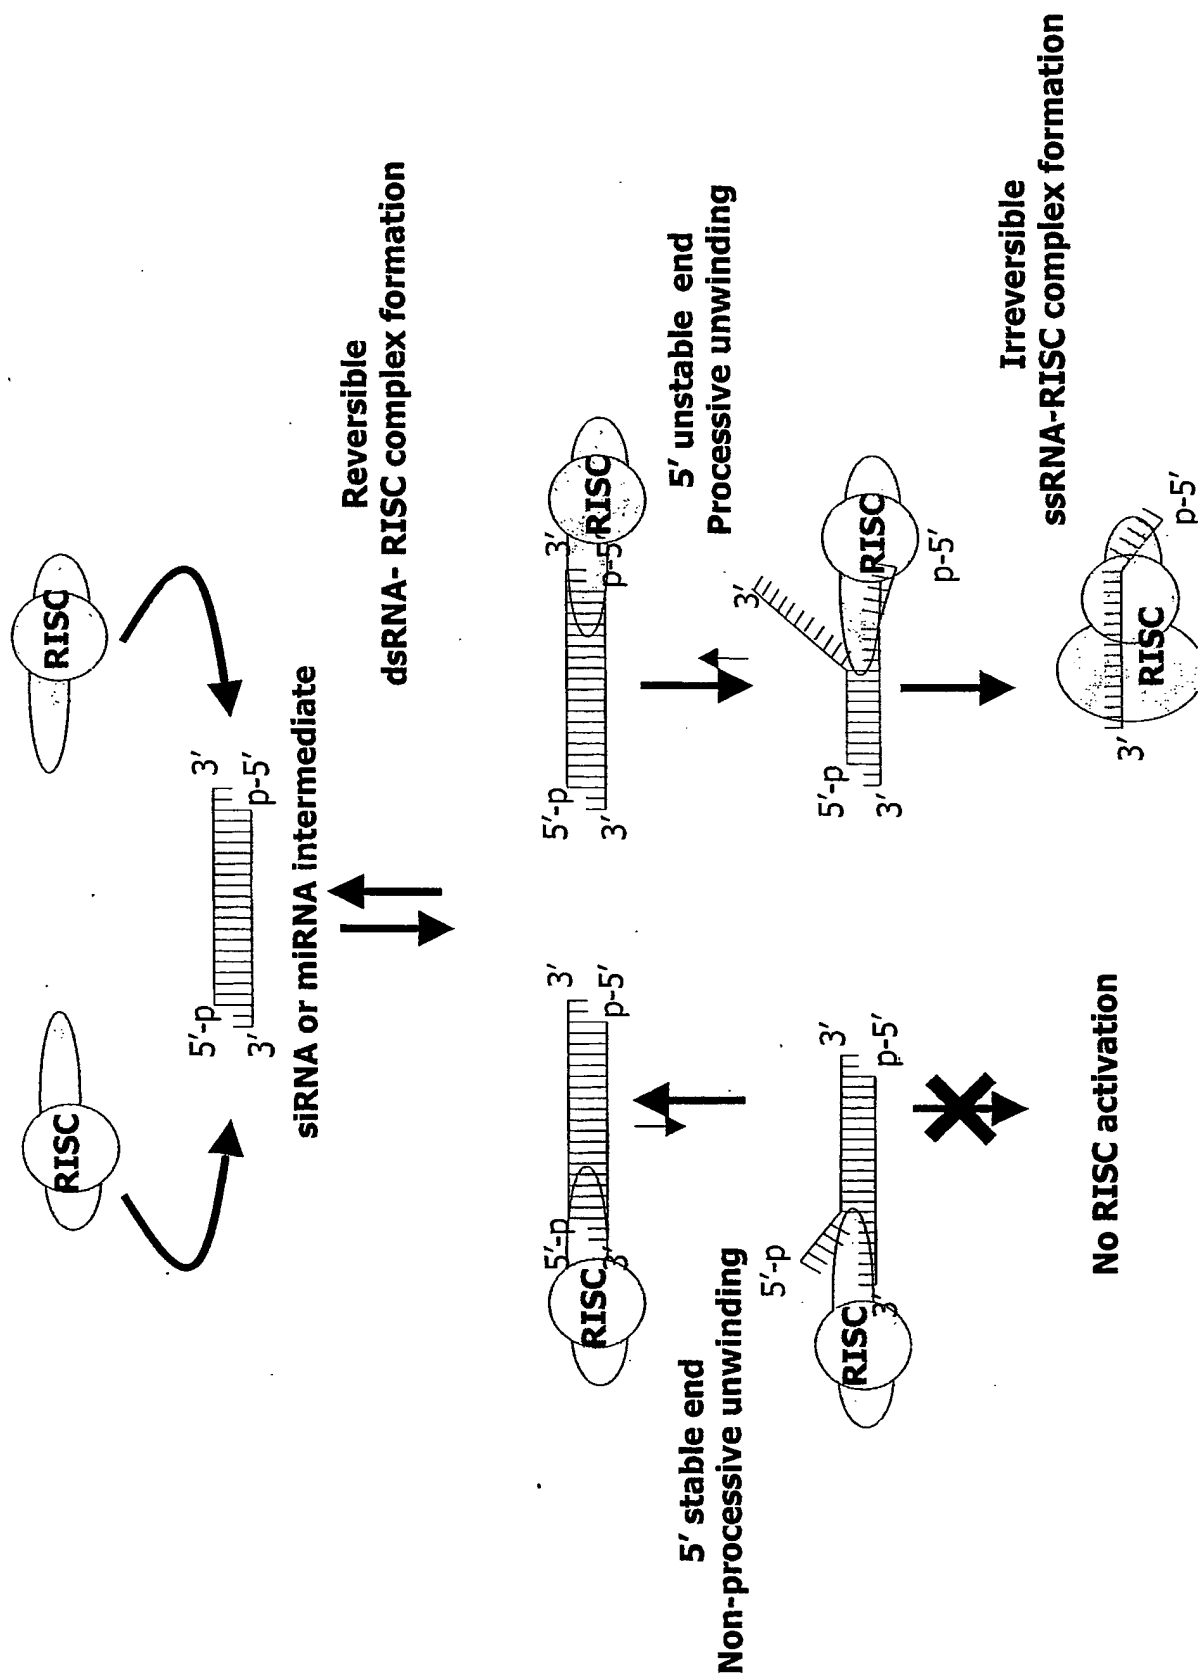 RISC
RISC
5′-p
3′
3′
p-5′
siRNA or miRNA intermediate
Reversible
dsRNA- RISC complex formation
5′-p
3′
RISC
3′
p-5′
5′-p
3′
3′
p-5′
RISC
5′ stable end
Non-processive unwinding
5′ unstable end
Processive unwinding
5′-p
3′
RISC
3′
p-5′
3′
5′-p
3′
RISC
p-5′
No RISC activation
Irreversible
ssRNA-RISC complex formation
3′
RISC
p-5′